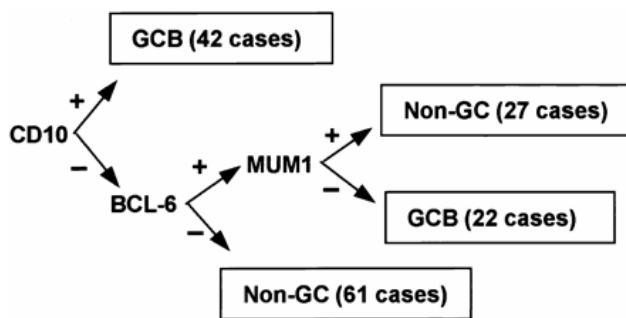 GCB (42 cases)
+
Non-GC (27 cases)
CD10
+
+
MUM1
−
−
BCL-6
GCB (22 cases)
−
Non-GC (61 cases)